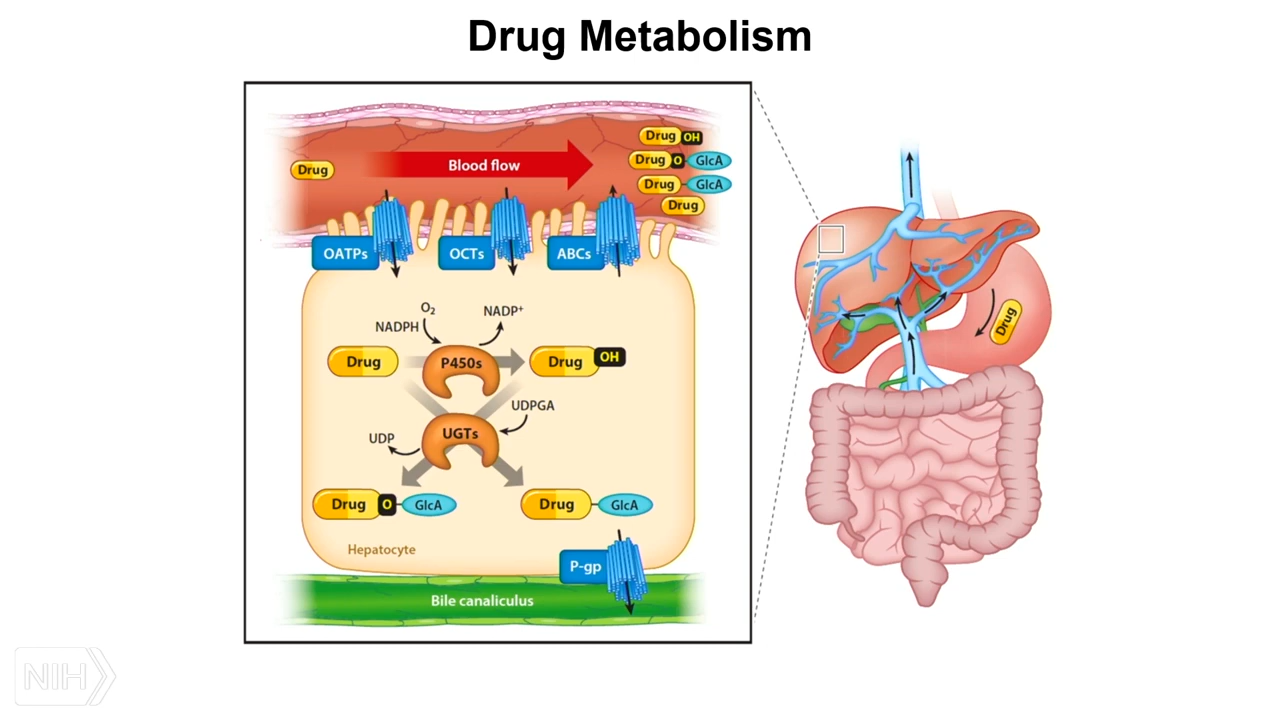 Drug Metabolism
Drug OH
Drug O GlcA
Drug
Blood flow
Drug GlcA
Drug
OATPs
OCTs
ABCs
O₂
NADP⁺
NADPH
Drug
P450s
Drug OH
UDPGA
UDP
UGTs
Drug O GlcA
Drug GlcA
Hepatocyte
P-gp
Bile canaliculus
Drug
NIH